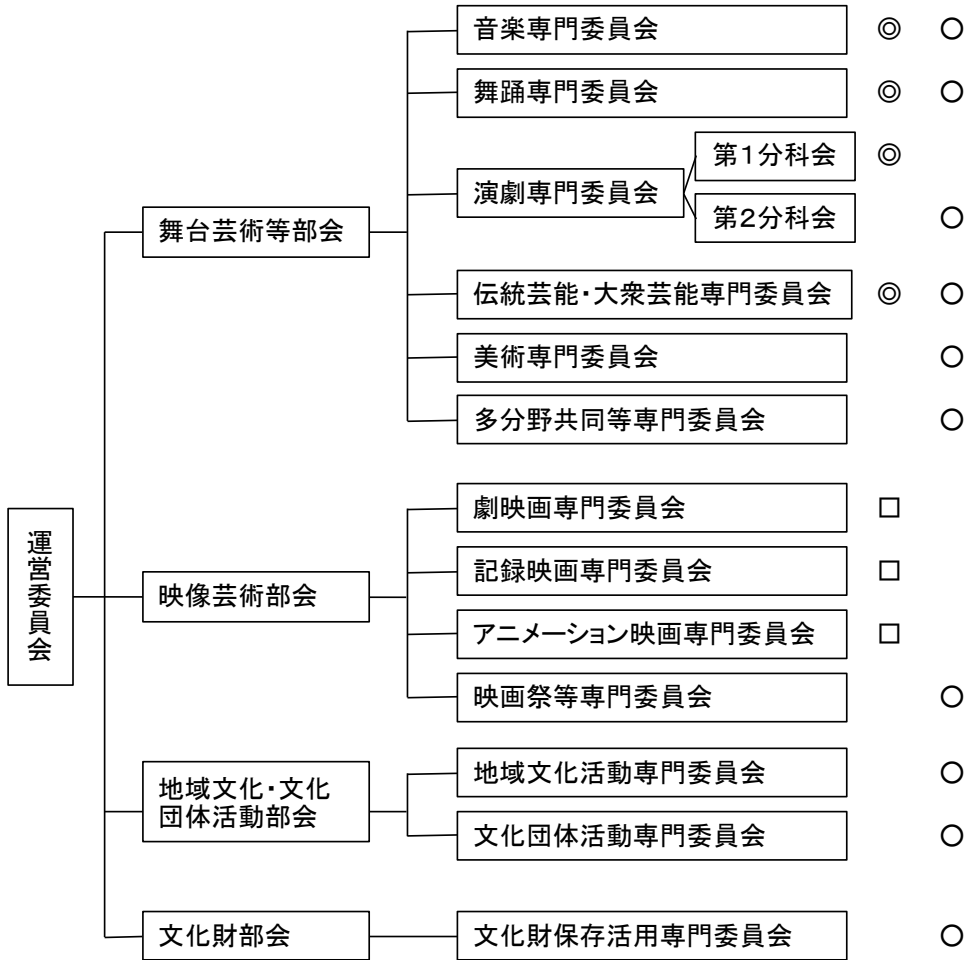 音楽専門委員会 ◎ ○
舞踊専門委員会 ◎ ○
第1分科会 ◎
演劇専門委員会
第2分科会 ○
舞台芸術等部会
伝統芸能・大衆芸能専門委員会 ◎ ○
美術専門委員会 ○
多分野共同等専門委員会 ○
劇映画専門委員会 □
運営委員会
記録映画専門委員会 □
映像芸術部会
アニメーション映画専門委員会 □
映画祭等専門委員会 ○
地域文化・文化
団体活動部会
地域文化活動専門委員会 ○
文化団体活動専門委員会 ○
文化財部会
文化財保存活用専門委員会 ○